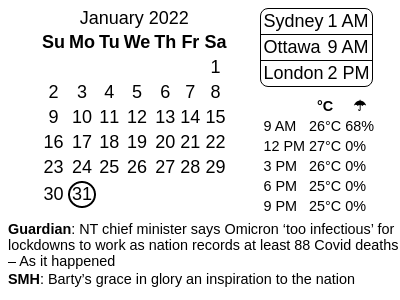 January 2022
Su Mo Tu We Th Fr Sa
1
2 3 4 5 6 7 8
9 10 11 12 13 14 15
16 17 18 19 20 21 22
23 24 25 26 27 28 29
30 31
Sydney 1 AM
Ottawa 9 AM
London 2 PM
°C ☂
9 AM 26°C 68%
12 PM 27°C 0%
3 PM 26°C 0%
6 PM 25°C 0%
9 PM 25°C 0%
Guardian: NT chief minister says Omicron ‘too infectious’ for
lockdowns to work as nation records at least 88 Covid deaths
– As it happened
SMH: Barty’s grace in glory an inspiration to the nation